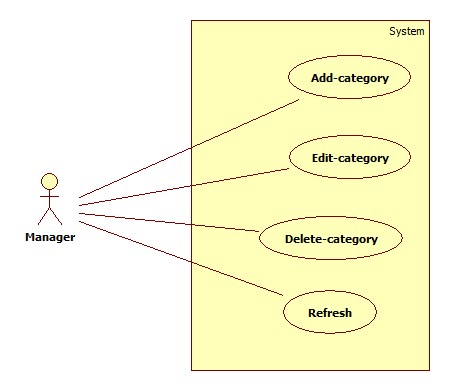 System
Add-category
Edit-category
Manager
Delete-category
Refresh